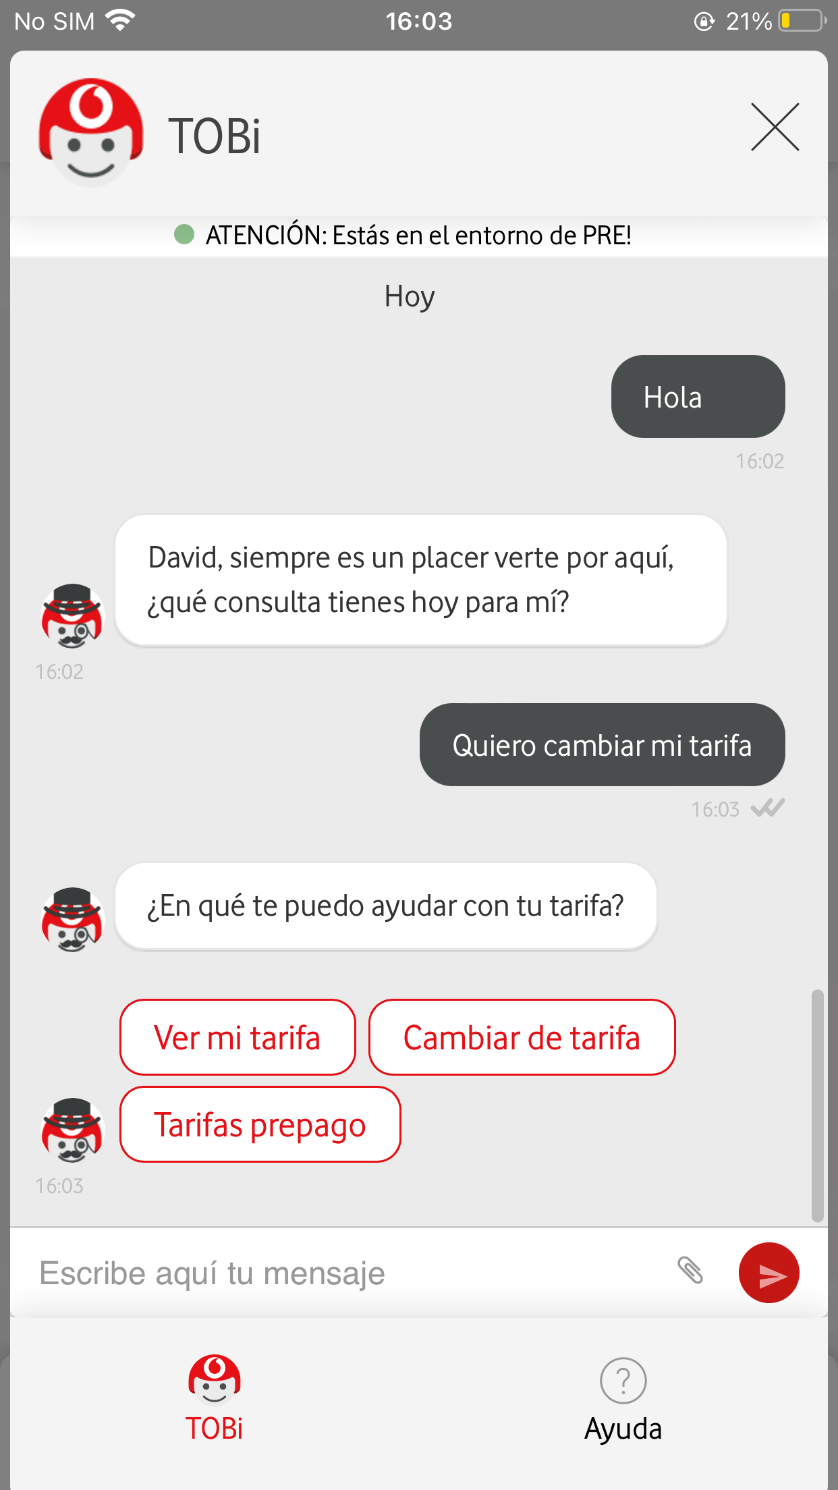 No SIM 16:03 21%
TOBi
ATENCIÓN: Estás en el entorno de PRE!
Hoy
Hola
16:02
David, siempre es un placer verte por aquí,
¿qué consulta tienes hoy para mí?
16:02
Quiero cambiar mi tarifa
16:03
¿En qué te puedo ayudar con tu tarifa?
Ver mi tarifa Cambiar de tarifa
Tarifas prepago
16:03
Escribe aquí tu mensaje
TOBi Ayuda